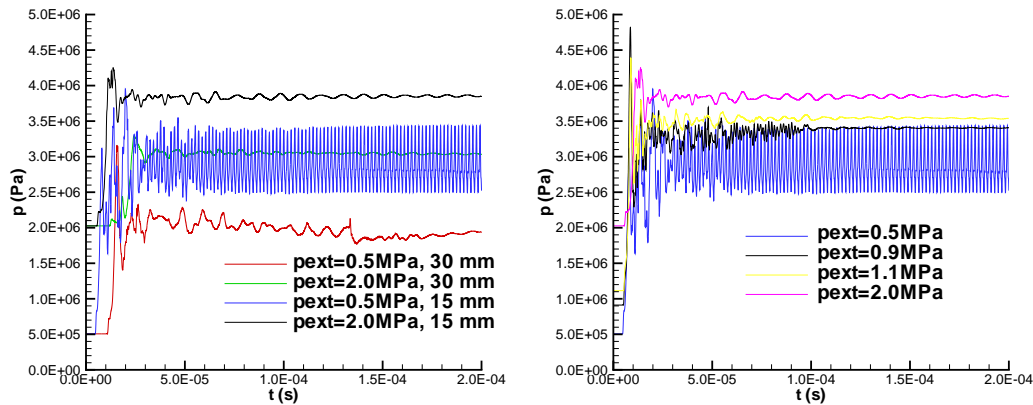 5.0E+06
4.5E+06
4.0E+06
3.5E+06
3.0E+06
2.5E+06
2.0E+06
1.5E+06
1.0E+06
5.0E+05
0.0E+00
p (Pa)
0.0E+00 5.0E-05 1.0E-04 1.5E-04 2.0E-04
t (s)
pext=0.5MPa, 30 mm
pext=2.0MPa, 30 mm
pext=0.5MPa, 15 mm
pext=2.0MPa, 15 mm
5.0E+06
4.5E+06
4.0E+06
3.5E+06
3.0E+06
2.5E+06
2.0E+06
1.5E+06
1.0E+06
5.0E+05
0.0E+00
p (Pa)
0.0E+00 5.0E-05 1.0E-04 1.5E-04 2.0E-04
t (s)
pext=0.5MPa
pext=0.9MPa
pext=1.1MPa
pext=2.0MPa